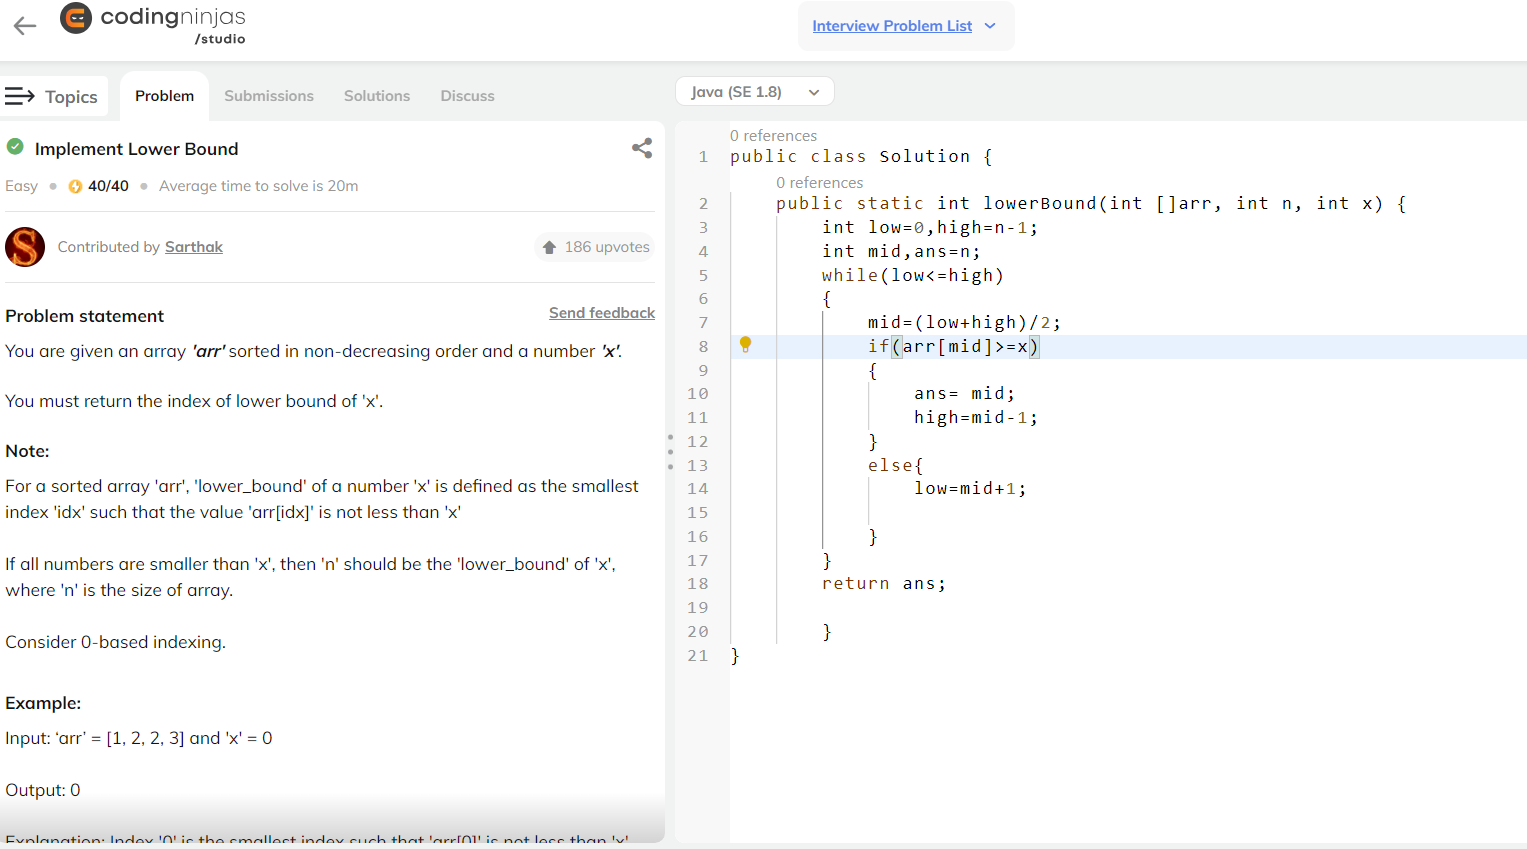 codingninjas
/studio
Interview Problem List
Topics
Problem
Submissions
Solutions
Discuss
Implement Lower Bound
Easy • 40/40 • Average time to solve is 20m
Contributed by Sarthak
186 upvotes
Problem statement
Send feedback
You are given an array 'arr' sorted in non-decreasing order and a number 'x'.
You must return the index of lower bound of 'x'.
Note:
For a sorted array 'arr', 'lower_bound' of a number 'x' is defined as the smallest
index 'idx' such that the value 'arr[idx]' is not less than 'x'
If all numbers are smaller than 'x', then 'n' should be the 'lower_bound' of 'x',
where 'n' is the size of array.
Consider 0-based indexing.
Example:
Input: ‘arr’ = [1, 2, 2, 3] and 'x' = 0
Output: 0
Explanation: Index '0' is the smallest index such that 'arr[0]' is not less than 'x'.
Java (SE 1.8)
0 references
1 public class Solution {
0 references
2 public static int lowerBound(int []arr, int n, int x) {
3 int low=0,high=n-1;
4 int mid,ans=n;
5 while(low<=high)
6 {
7 mid=(low+high)/2;
8 if(arr[mid]>=x)
9 {
10 ans= mid;
11 high=mid-1;
12 }
13 else{
14 low=mid+1;
15
16 }
17 }
18 return ans;
19
20 }
21 }